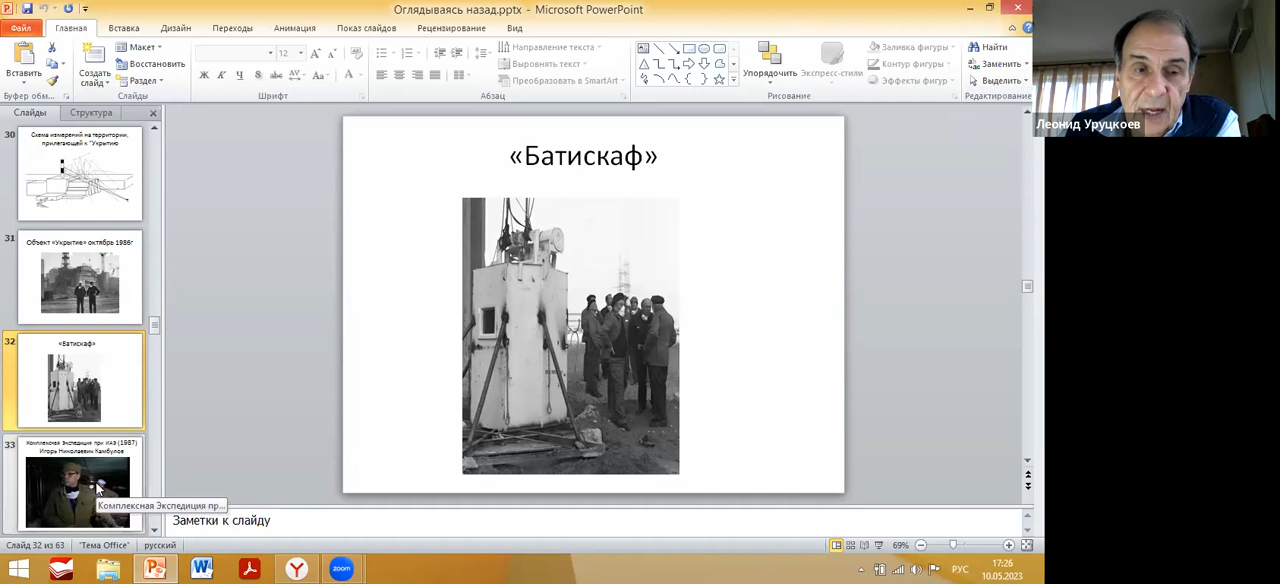 Оглядываясь назад.pptx - Microsoft PowerPoint
Файл
Главная
Вставка
Дизайн
Переходы
Анимация
Показ слайдов
Рецензирование
Вид
Вставить
Буфер обм...
Создать
слайд
Макет
Восстановить
Раздел
Слайды
12
Ж К Ч S abc AV Aa A
Шрифт
Направление текста
Выровнять текст
Преобразовать в SmartArt
Абзац
Упорядочить
Экспресс-стили
Заливка фигуры
Контур фигуры
Эффекты фигур
Рисование
Найти
Заменить
Выделить
Редактирование
Леонид Уруцкоев
Слайды
Структура
30
Схема измерений на территории,
прилегающей к "Укрытию
31
Объект «Укрытие» октябрь 1986г
32
«Батискаф»
33
Комплексная Экспедиция при ИАЭ (1987)
Игорь Николаевич Камбулов
Комплексная Экспедиция пр...
«Батискаф»
Заметки к слайду
Слайд 32 из 63
"Тема Office"
русский
69%
zoom
РУС
17:26
10.05.2023